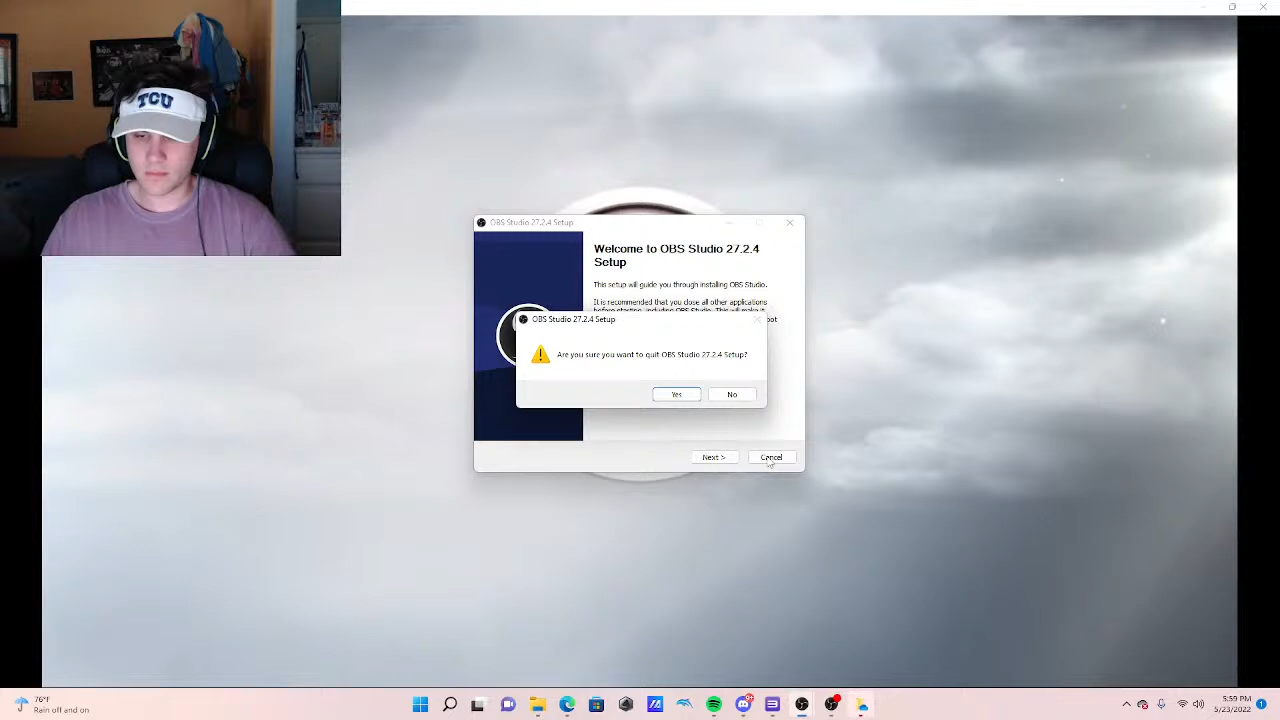 TCU
OBS Studio 27.2.4 Setup
Welcome to OBS Studio 27.2.4
Setup
This setup will guide you through installing OBS Studio.
It is recommended that you close all other applications
OBS Studio 27.2.4 Setup
Are you sure you want to quit OBS Studio 27.2.4 Setup?
Yes
No
Next >
Cancel
76°F
Rain off and on
5:59 PM
5/23/2022